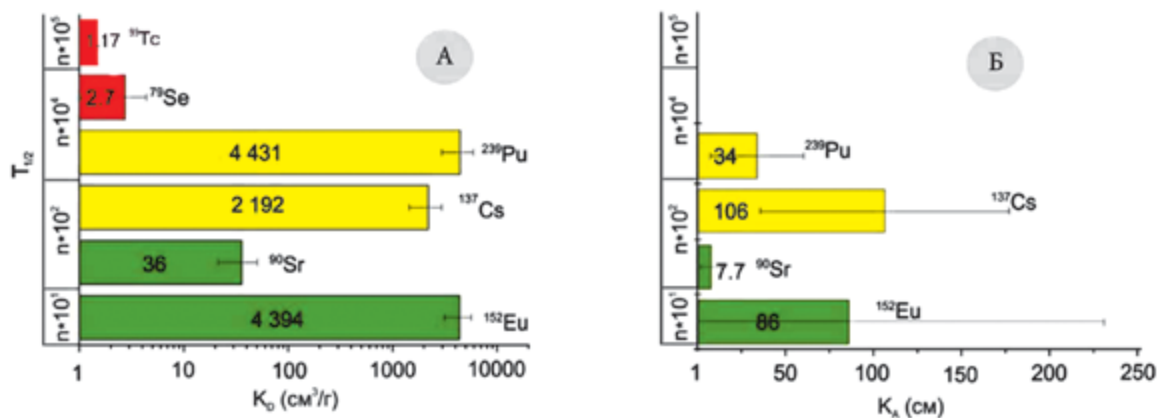 А
n•10⁵
1.17 ⁹⁹Tc
n•10⁴
2.7 ⁷⁹Se
4 431 ²³⁹Pu
T₁/₂
n•10²
2 192 ¹³⁷Cs
36 ⁹⁰Sr
n•10¹
4 394 ¹⁵²Eu
1 10 100 1000 10000
K_D (см³/г)
Б
n•10⁵
n•10⁴
34 ²³⁹Pu
n•10²
106 ¹³⁷Cs
7.7 ⁹⁰Sr
n•10¹
86 ¹⁵²Eu
1 50 100 150 200 250
K_A (см)